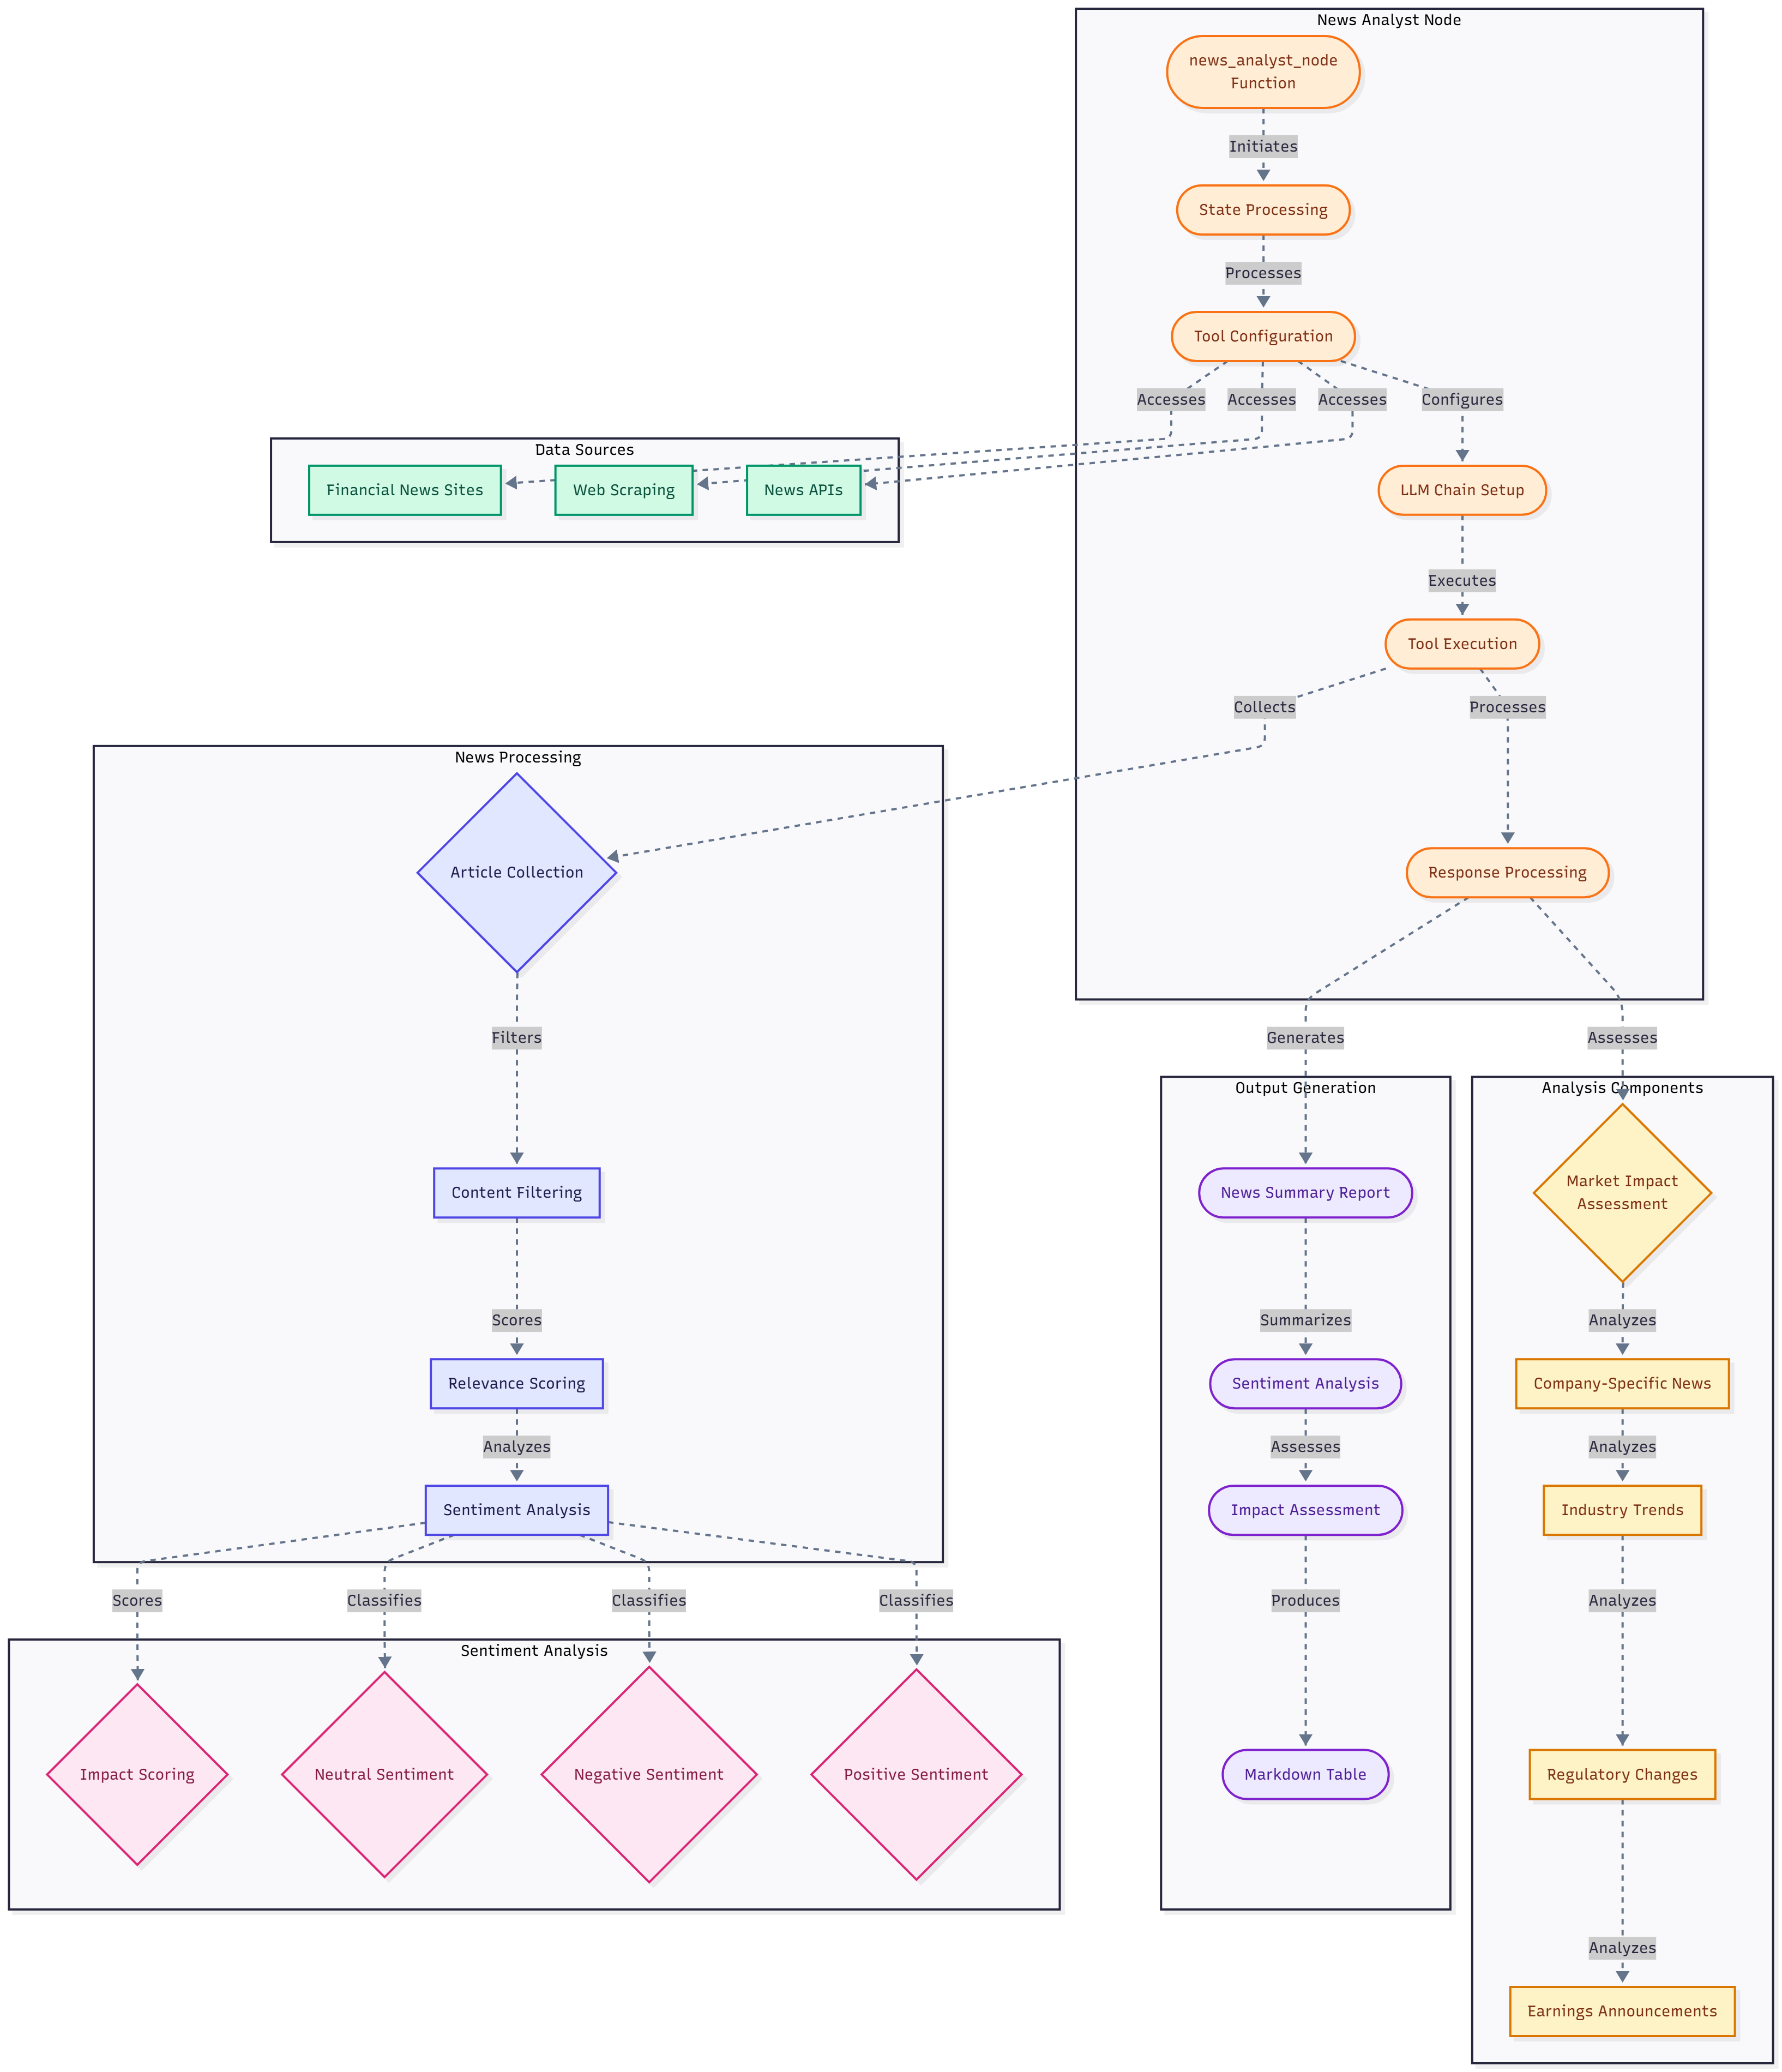 News Analyst Node
news_analyst_node
Function
Initiates
State Processing
Processes
Tool Configuration
Accesses
Accesses
Accesses
Configures
Data Sources
Financial News Sites
Web Scraping
News APIs
LLM Chain Setup
Executes
Tool Execution
Collects
Processes
News Processing
Article Collection
Response Processing
Filters
Generates
Assesses
Output Generation
Analysis Components
Content Filtering
News Summary Report
Market Impact
Assessment
Scores
Summarizes
Analyzes
Relevance Scoring
Sentiment Analysis
Company-Specific News
Analyzes
Assesses
Analyzes
Sentiment Analysis
Impact Assessment
Industry Trends
Scores
Classifies
Classifies
Classifies
Produces
Analyzes
Sentiment Analysis
Impact Scoring
Neutral Sentiment
Negative Sentiment
Positive Sentiment
Markdown Table
Regulatory Changes
Analyzes
Earnings Announcements